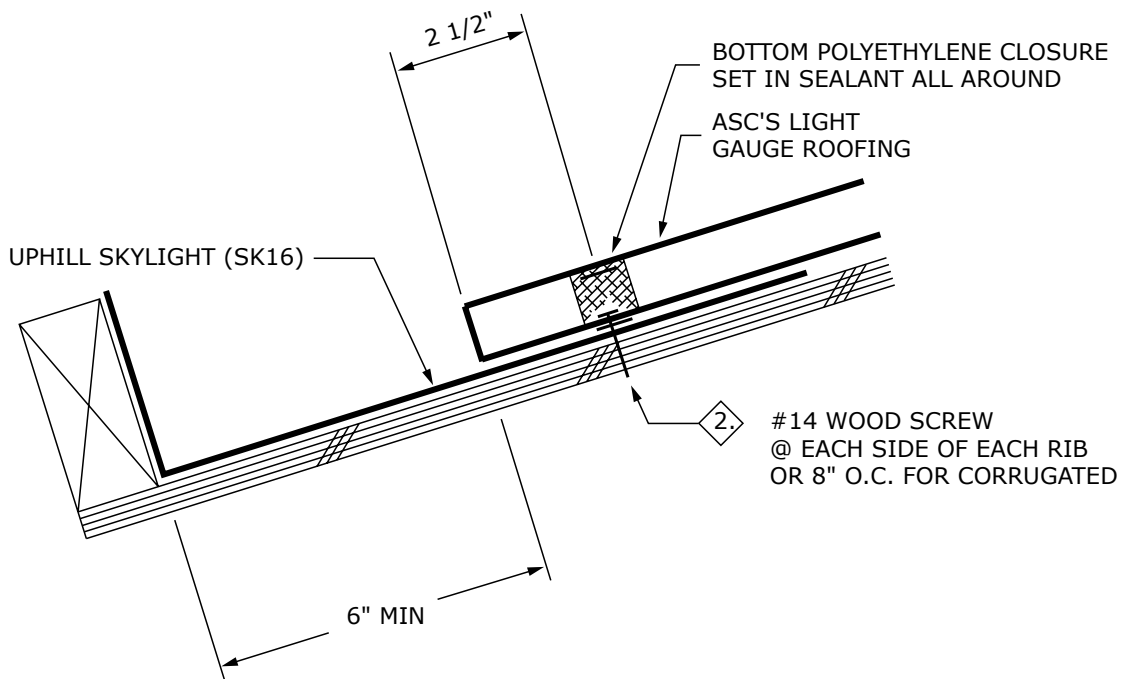 2 1/2"
BOTTOM POLYETHYLENE CLOSURE
SET IN SEALANT ALL AROUND
ASC'S LIGHT
GAUGE ROOFING
UPHILL SKYLIGHT (SK16)
2.
#14 WOOD SCREW
@ EACH SIDE OF EACH RIB
OR 8" O.C. FOR CORRUGATED
6" MIN